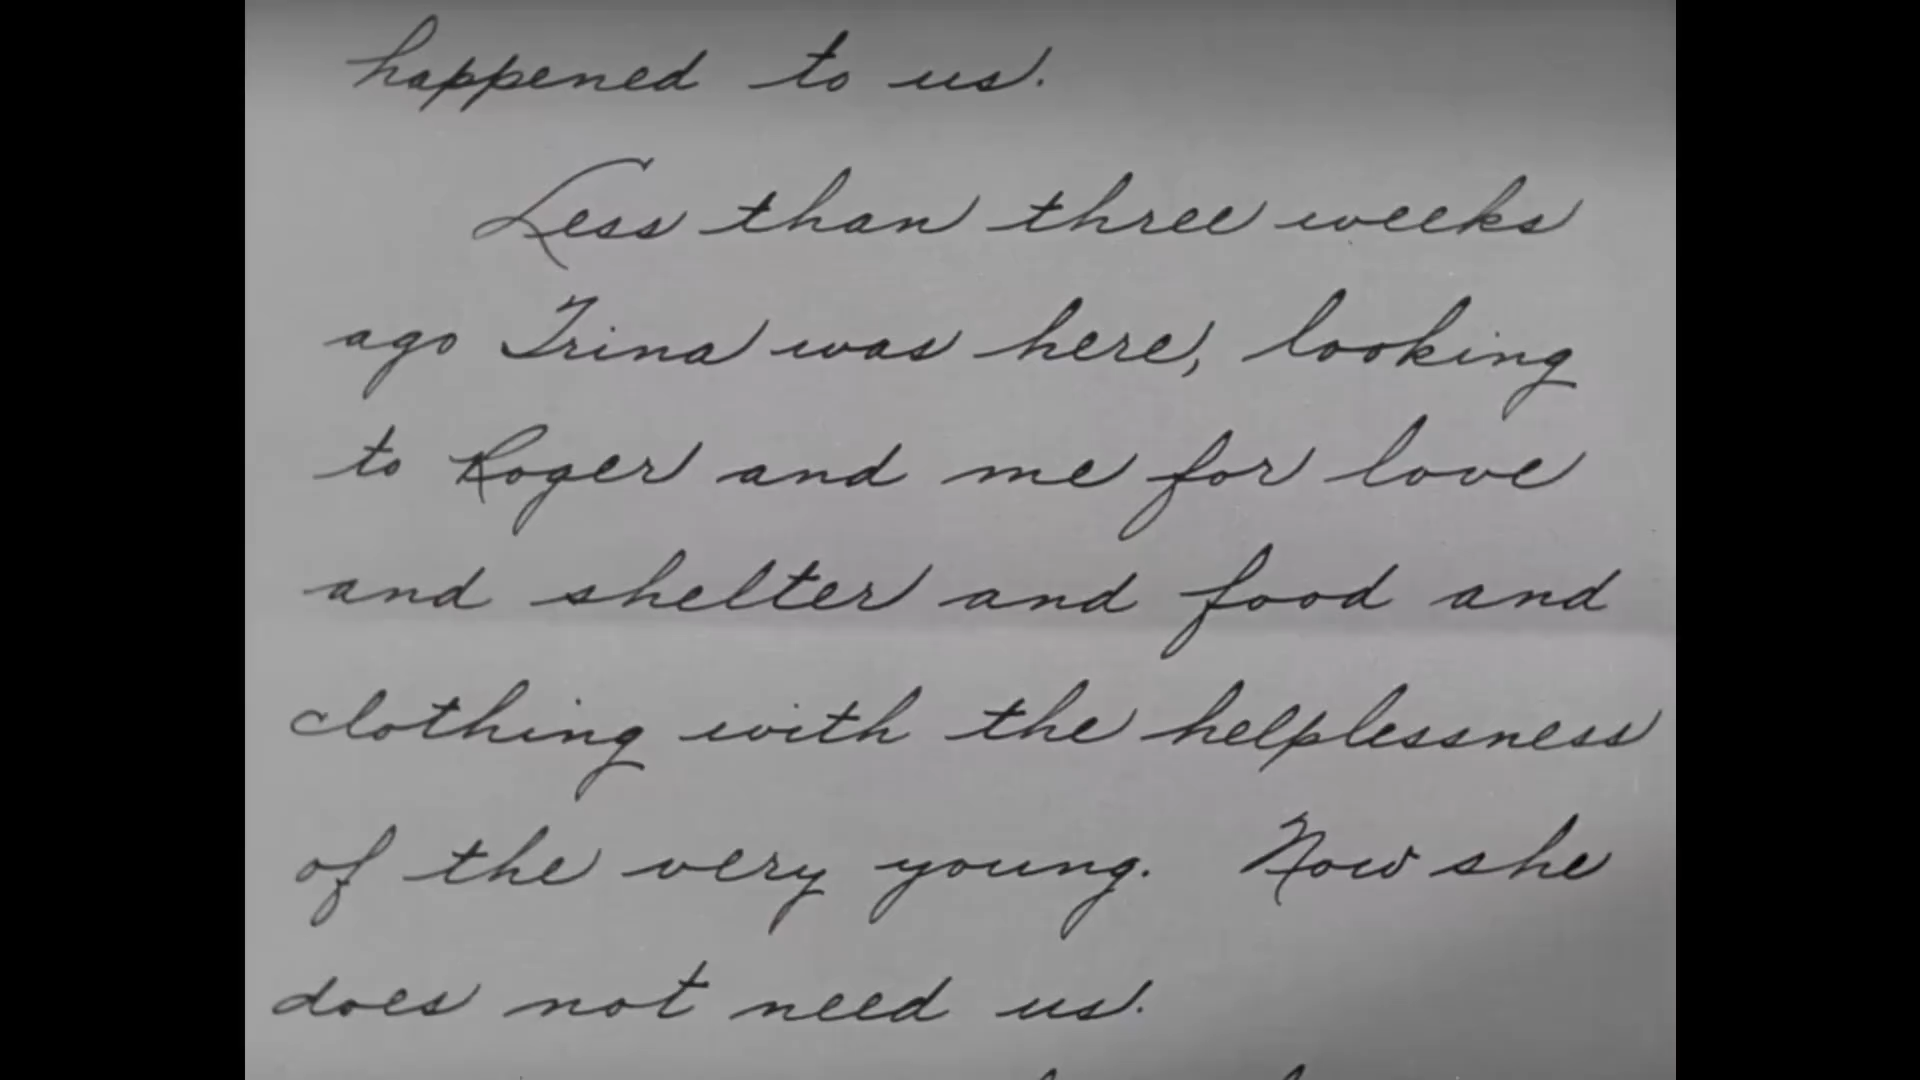 happened to us.
Less than three weeks
ago Trina was here, looking
to Roger and me for love
and shelter and food and
clothing with the helplessness
of the very young. Now she
does not need us.